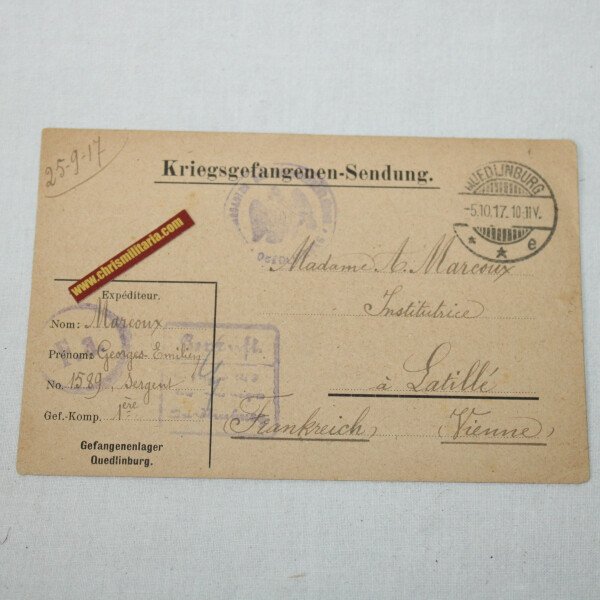 25-9-17
Kriegsgefangenen-Sendung.
QUEDLINBURG
-5.10.17. 10-11V.
* * e
www.chrismilitaria.com
Madame A. Marcoux
Institutrice
à Latillé
(Frankreich) (Vienne)
Expéditeur.
Nom: Marcoux
Prénom: Georges-Emilien
No. 1589 Sergent
Gef.-Komp. 1ère
Gefangenenlager
Quedlinburg.
F.a.